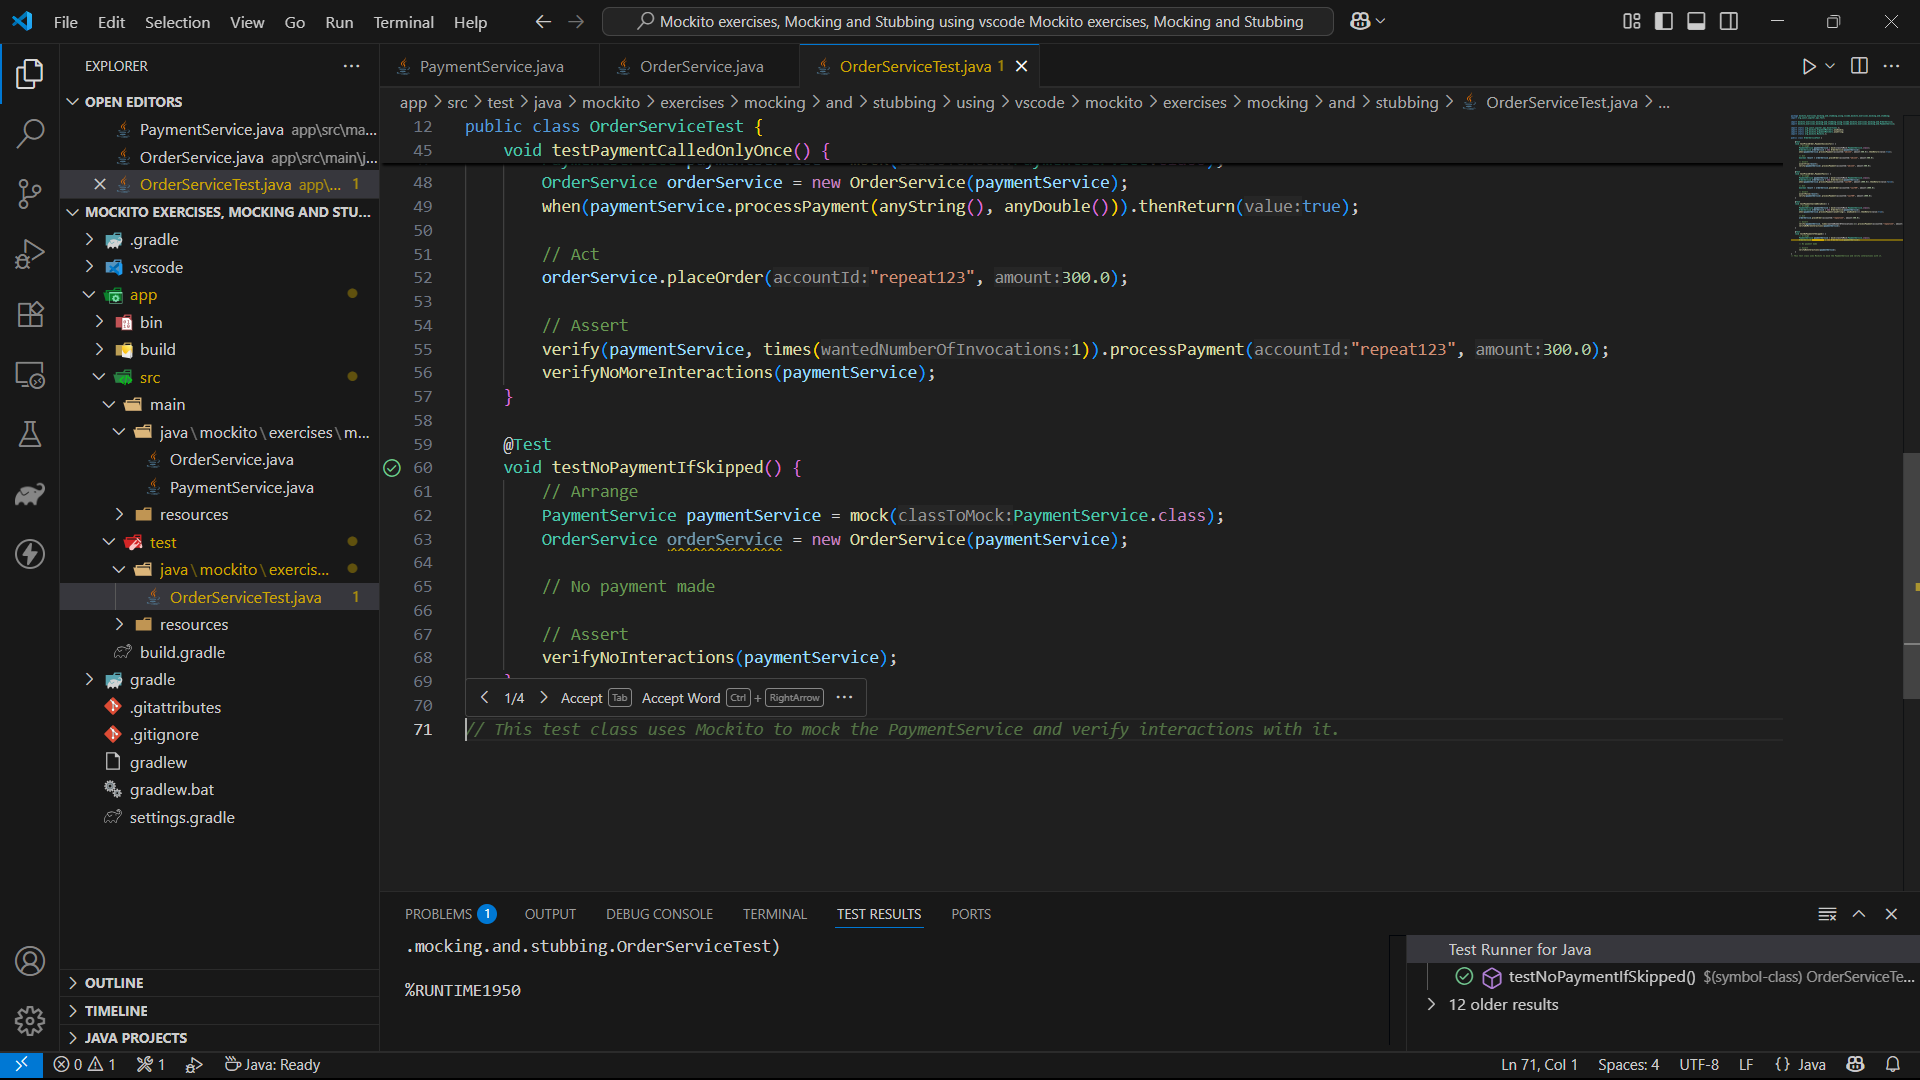 File Edit Selection View Go Run Terminal Help
Mockito exercises, Mocking and Stubbing using vscode Mockito exercises, Mocking and Stubbing
EXPLORER
OPEN EDITORS
PaymentService.java app\src\ma...
OrderService.java app\src\main\j...
OrderServiceTest.java app\... 1
MOCKITO EXERCISES, MOCKING AND STU...
.gradle
.vscode
app
bin
build
src
main
java\mockito\exercises\m...
OrderService.java
PaymentService.java
resources
test
java\mockito\exercis...
OrderServiceTest.java 1
resources
build.gradle
gradle
.gitattributes
.gitignore
gradlew
gradlew.bat
settings.gradle
OUTLINE
TIMELINE
JAVA PROJECTS
PaymentService.java OrderService.java OrderServiceTest.java 1
app > src > test > java > mockito > exercises > mocking > and > stubbing > using > vscode > mockito > exercises > mocking > and > stubbing > OrderServiceTest.java > ...
12 public class OrderServiceTest {
45 void testPaymentCalledOnlyOnce() {
48 OrderService orderService = new OrderService(paymentService);
49 when(paymentService.processPayment(anyString(), anyDouble())).thenReturn(value:true);
50
51 // Act
52 orderService.placeOrder(accountId:"repeat123", amount:300.0);
53
54 // Assert
55 verify(paymentService, times(wantedNumberOfInvocations:1)).processPayment(accountId:"repeat123", amount:300.0);
56 verifyNoMoreInteractions(paymentService);
57 }
58
59 @Test
60 void testNoPaymentIfSkipped() {
61 // Arrange
62 PaymentService paymentService = mock(classToMock:PaymentService.class);
63 OrderService orderService = new OrderService(paymentService);
64
65 // No payment made
66
67 // Assert
68 verifyNoInteractions(paymentService);
69
1/4 Accept Tab Accept Word Ctrl + RightArrow ...
70
71 // This test class uses Mockito to mock the PaymentService and verify interactions with it.
PROBLEMS 1 OUTPUT DEBUG CONSOLE TERMINAL TEST RESULTS PORTS
.mocking.and.stubbing.OrderServiceTest)
%RUNTIME1950
Test Runner for Java
testNoPaymentIfSkipped() $(symbol-class) OrderServiceTe...
12 older results
0 1 1 Java: Ready
Ln 71, Col 1 Spaces: 4 UTF-8 LF {} Java